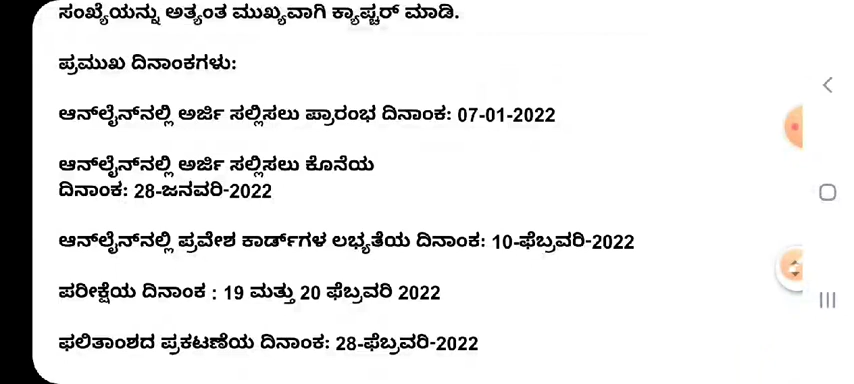 ಸಂಖ್ಯೆಯನ್ನು ಅತ್ಯಂತ ಮುಖ್ಯವಾಗಿ ಕ್ಯಾಪ್ಚರ್ ಮಾಡಿ.
ಪ್ರಮುಖ ದಿನಾಂಕಗಳು:
ಆನ್‌ಲೈನ್‌ನಲ್ಲಿ ಅರ್ಜಿ ಸಲ್ಲಿಸಲು ಪ್ರಾರಂಭ ದಿನಾಂಕ: 07-01-2022
ಆನ್‌ಲೈನ್‌ನಲ್ಲಿ ಅರ್ಜಿ ಸಲ್ಲಿಸಲು ಕೊನೆಯ
ದಿನಾಂಕ: 28-ಜನವರಿ-2022
ಆನ್‌ಲೈನ್‌ನಲ್ಲಿ ಪ್ರವೇಶ ಕಾರ್ಡ್‌ಗಳ ಲಭ್ಯತೆಯ ದಿನಾಂಕ: 10-ಫೆಬ್ರವರಿ-2022
ಪರೀಕ್ಷೆಯ ದಿನಾಂಕ : 19 ಮತ್ತು 20 ಫೆಬ್ರವರಿ 2022
ಫಲಿತಾಂಶದ ಪ್ರಕಟಣೆಯ ದಿನಾಂಕ: 28-ಫೆಬ್ರವರಿ-2022